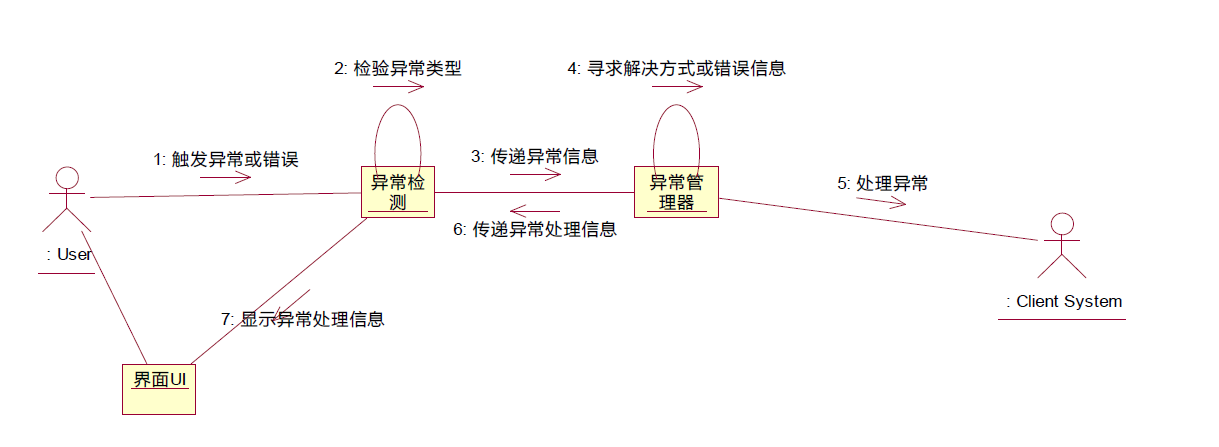 2: 检验异常类型
4: 寻求解决方式或错误信息
1: 触发异常或错误
3: 传递异常信息
异常检
测
异常管
理器
5: 处理异常
6: 传递异常处理信息
: User
: Client System
7: 显示异常处理信息
界面UI